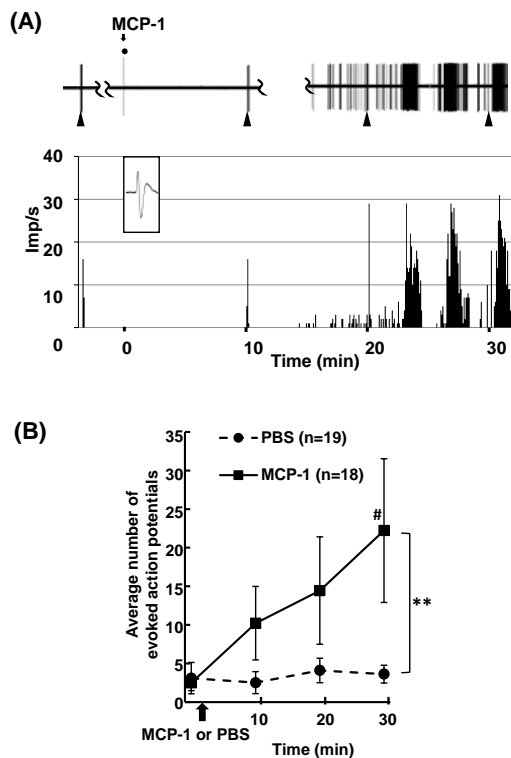 (A)
MCP-1
40
30
20
10
0
Imp/s
0
10
20
30
Time (min)
(B)
35
30
25
20
15
10
5
0
Average number of
evoked action potentials
PBS (n=19)
MCP-1 (n=18)
#
**
10
20
30
MCP-1 or PBS
Time (min)